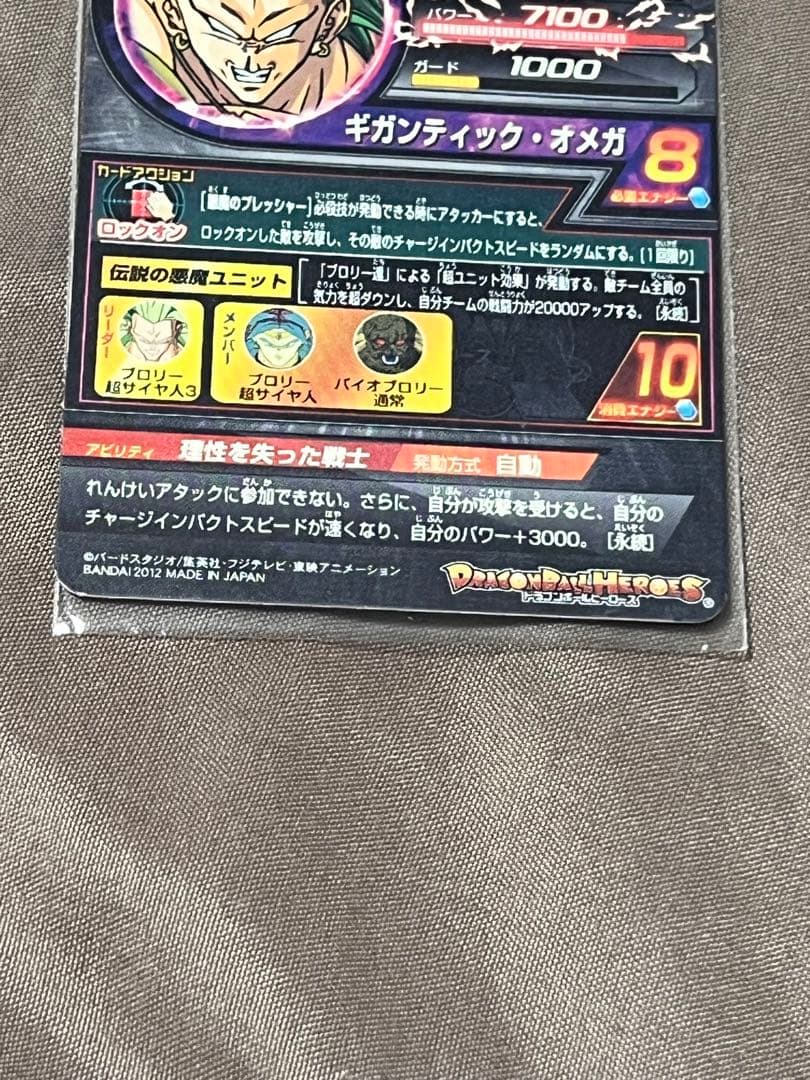 パワー 7100
ガード 1000
ギガンティック・オメガ 8
必要エナジー
カードアクション
ロックオン
[悪魔のプレッシャー]必殺技が発動できる時にアタッカーにすると、
ロックオンした敵を攻撃し、その敵のチャージインパクトスピードをランダムにする。[1回限り]
伝説の悪魔ユニット
「ブロリー達」による「超ユニット効果」が発動する。敵チーム全員の
気力を超ダウンし、自分チームの戦闘力が20000アップする。[永続]
リーダー
ブロリー
超サイヤ人3
メンバー
ブロリー
超サイヤ人
バイオブロリー
通常
10
消費エナジー
アビリティ 理性を失った戦士 発動方式 自動
れんけいアタックに参加できない。さらに、自分が攻撃を受けると、自分の
チャージインパクトスピードが速くなり、自分のパワー+3000。[永続]
©バードスタジオ/集英社・フジテレビ・東映アニメーション
BANDAI 2012 MADE IN JAPAN
DRAGONBALL HEROES
ドラゴンボールヒーローズ